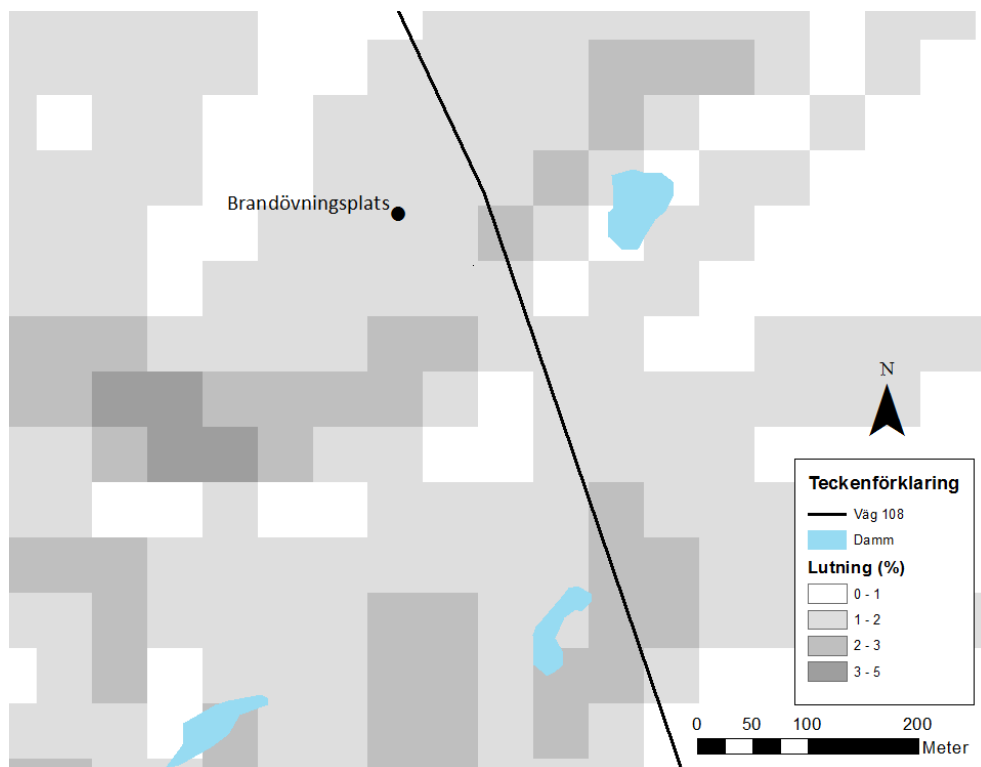 Brandövningsplats
N
Teckenförklaring
Väg 108
Damm
Lutning (%)
0 - 1
1 - 2
2 - 3
3 - 5
0 50 100 200
Meter